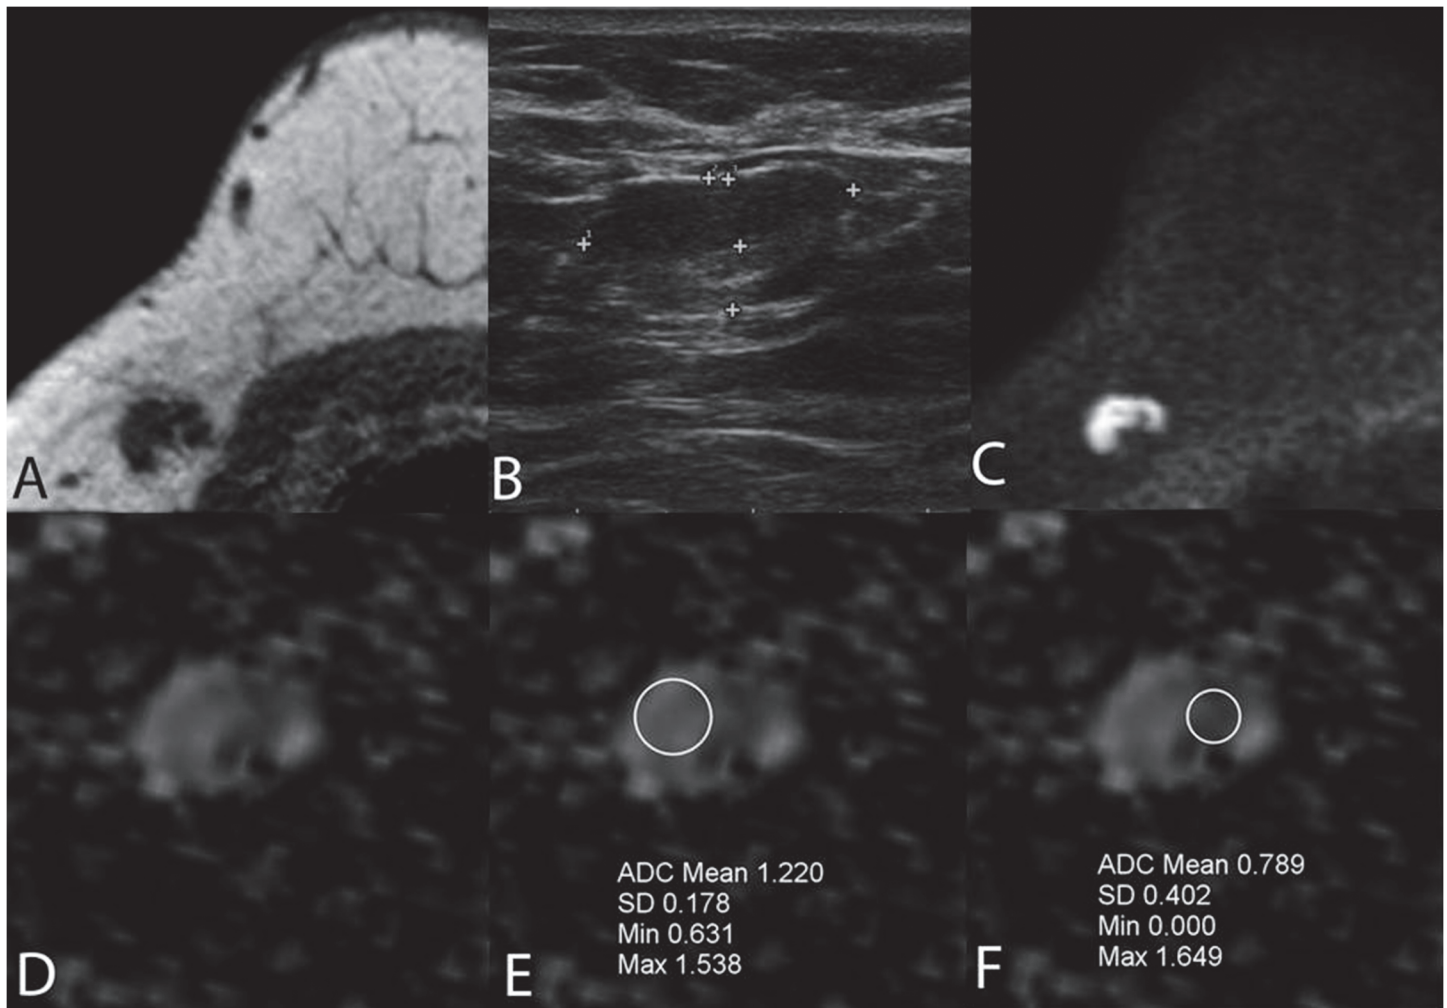 A
B
C
1
D
E
F
ADC Mean 1.220
SD 0.178
Min 0.631
Max 1.538
ADC Mean 0.789
SD 0.402
Min 0.000
Max 1.649